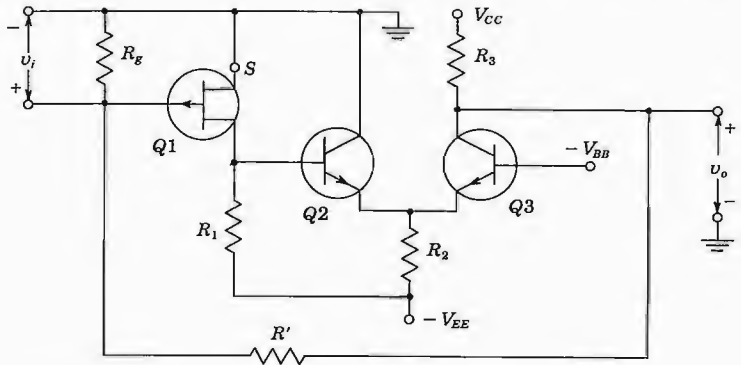 V_CC
−
R_g
v_i
S
R_3
+
+
Q1
−V_BB
v_o
Q2
Q3
−
R_1
R_2
−V_EE
R'